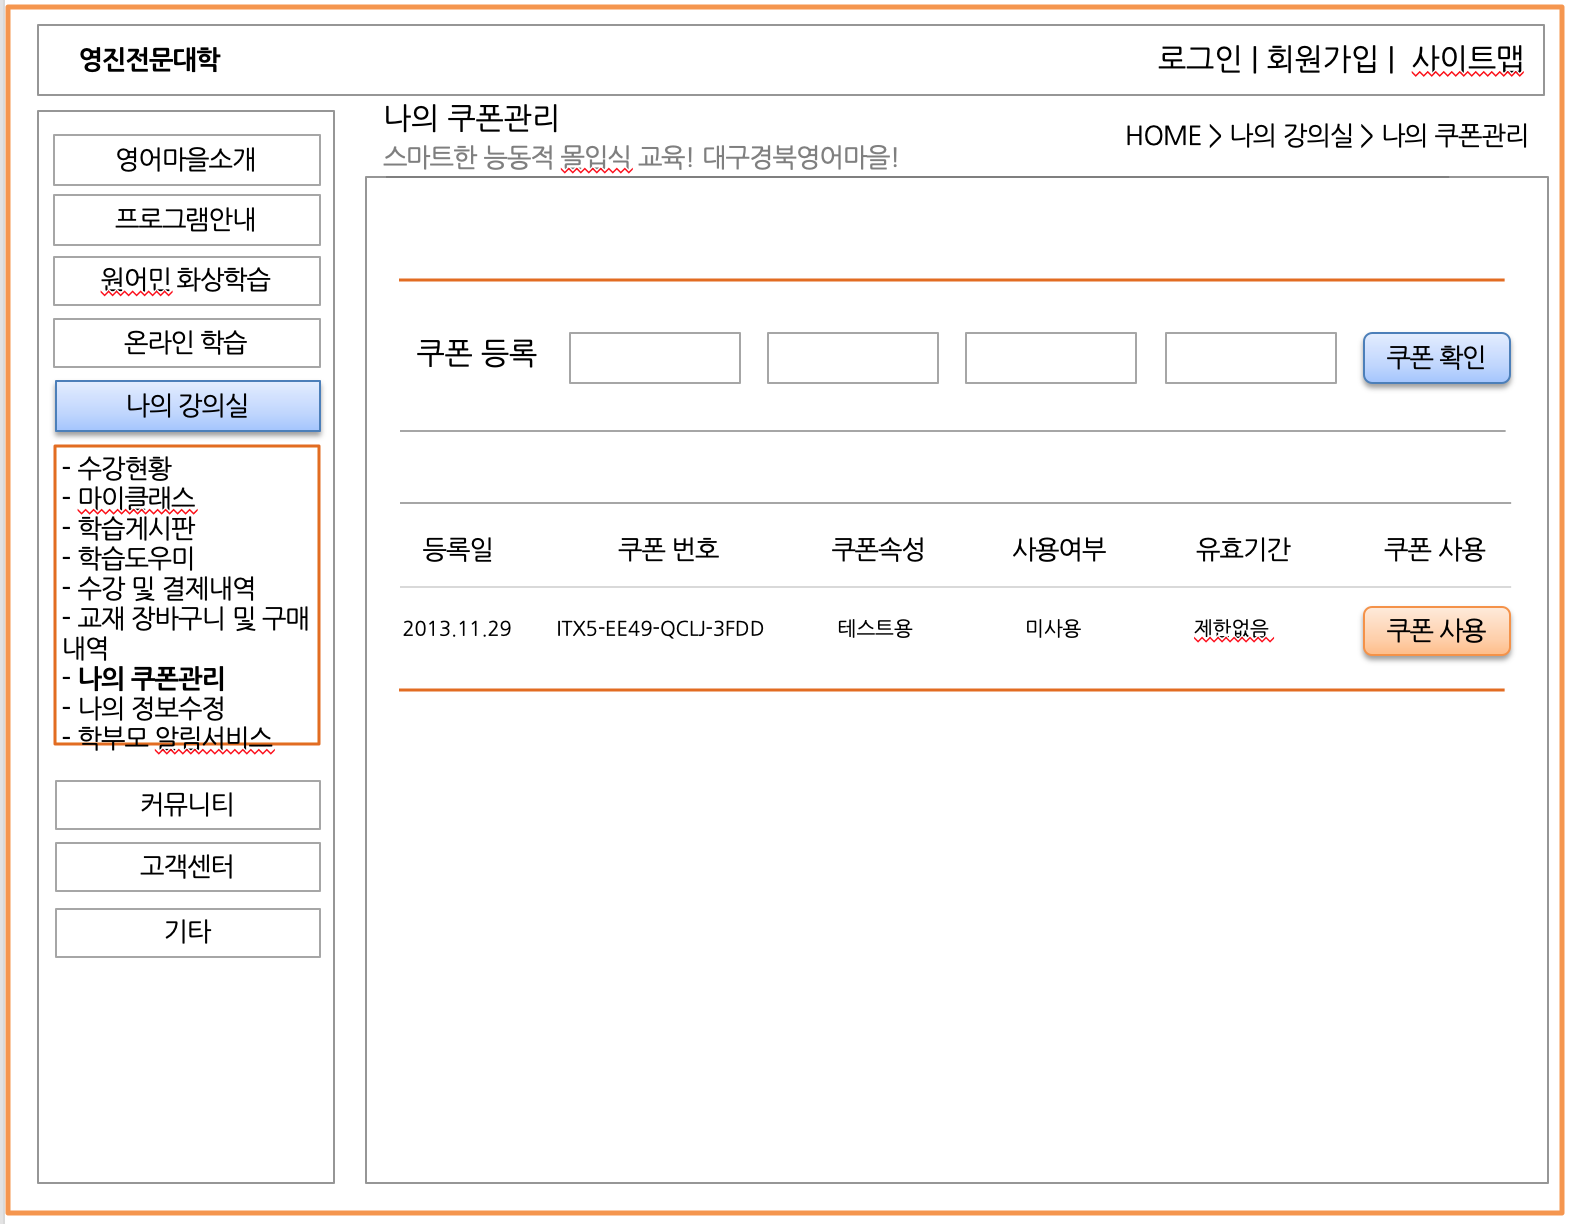 영진전문대학
로그인 | 회원가입 | 사이트맵
영어마을소개
프로그램안내
원어민 화상학습
온라인 학습
나의 강의실
- 수강현황
- 마이클래스
- 학습게시판
- 학습도우미
- 수강 및 결제내역
- 교재 장바구니 및 구매
내역
- 나의 쿠폰관리
- 나의 정보수정
- 학부모 알림서비스
커뮤니티
고객센터
기타
나의 쿠폰관리
스마트한 능동적 몰입식 교육! 대구경북영어마을!
HOME > 나의 강의실 > 나의 쿠폰관리
쿠폰 등록 쿠폰 확인
등록일 쿠폰 번호 쿠폰속성 사용여부 유효기간 쿠폰 사용
2013.11.29 ITX5-EE49-QCLJ-3FDD 테스트용 미사용 제한없음 쿠폰 사용